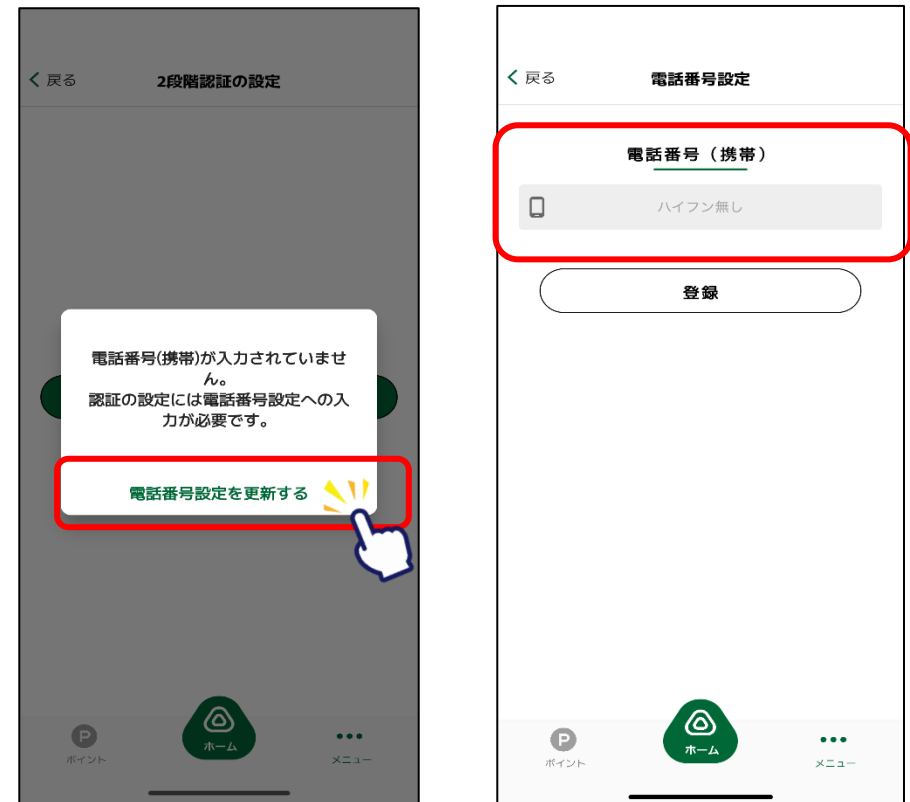 戻る
2段階認証の設定
電話番号(携帯)が入力されていませ
ん。
認証の設定には電話番号設定への入
力が必要です。
電話番号設定を更新する
P
ポイント
ホーム
メニュー
戻る
電話番号設定
電話番号（携帯）
ハイフン無し
登録
P
ポイント
ホーム
メニュー